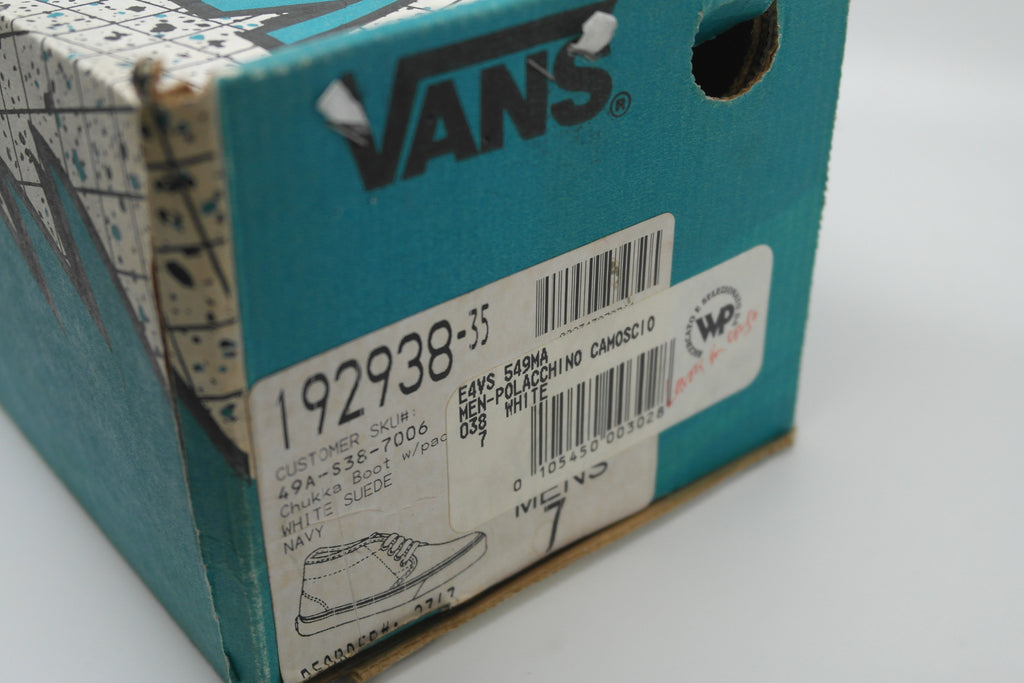 VANS®
192938-35
CUSTOMER SKU#:
49A-S38-7006
Chukka Boot w/pad
WHITE SUEDE
NAVY
MENS
7
E4VS 549MA
MEN-POLACCHINO CAMOSCIO
038 WHITE
7
0 105450 003028
WP